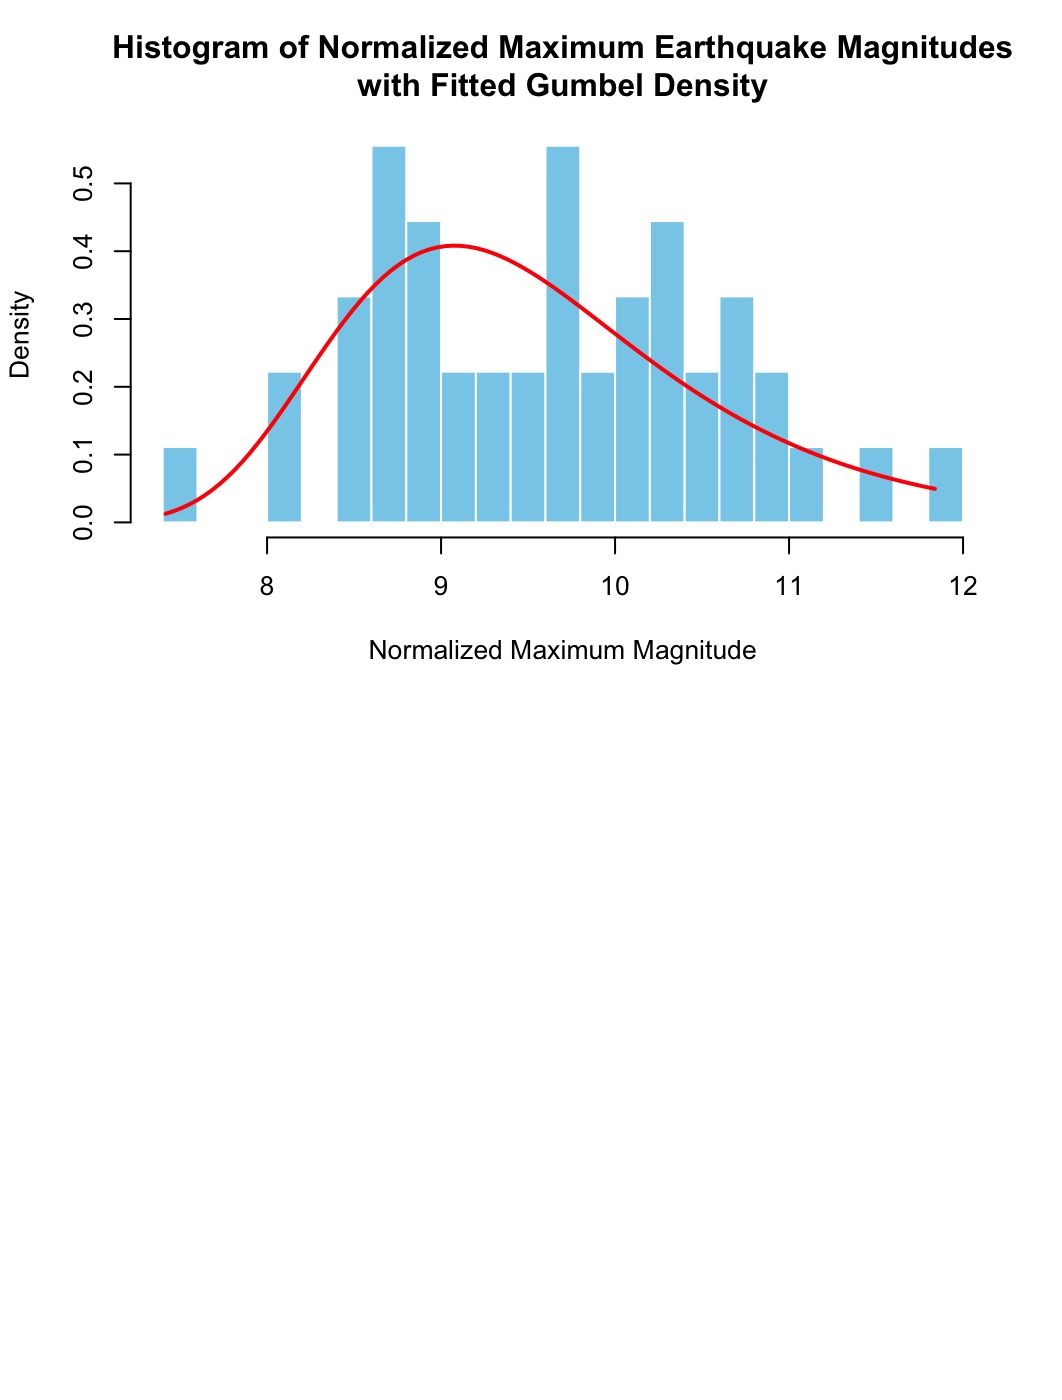 Histogram of Normalized Maximum Earthquake Magnitudes
with Fitted Gumbel Density
Density
0.5
0.4
0.3
0.2
0.1
0.0
8 9 10 11 12
Normalized Maximum Magnitude